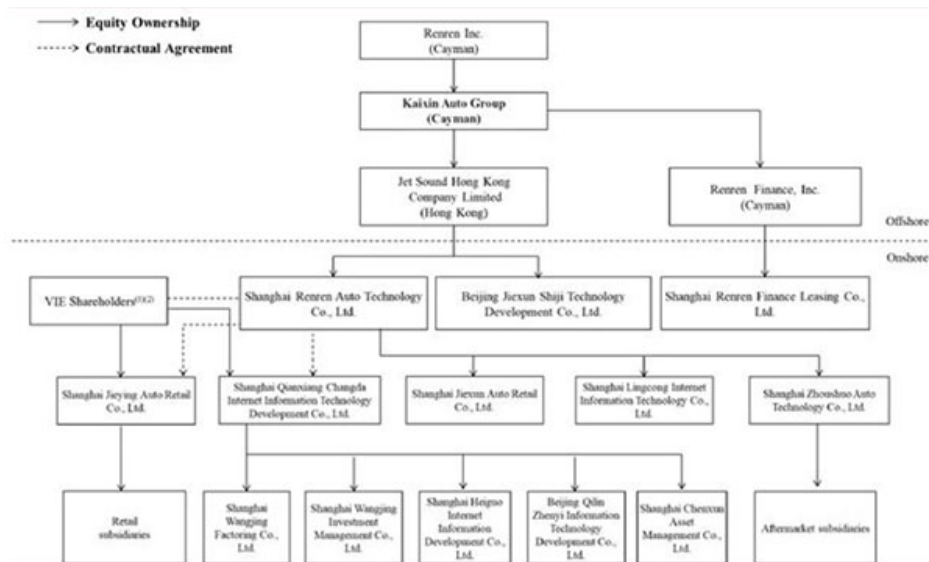 Equity Ownership
Contractual Agreement
Renren Inc.
(Cayman)
Kaixin Auto Group
(Cayman)
Jet Sound Hong Kong
Company Limited
(Hong Kong)
Renren Finance, Inc.
(Cayman)
Offshore
Onshore
VIE Shareholders(1)(2)
Shanghai Renren Auto Technology
Co., Ltd.
Beijing Jiexun Shiji Technology
Development Co., Ltd.
Shanghai Renren Finance Leasing Co.,
Ltd.
Shanghai Jieying Auto Retail
Co., Ltd.
Shanghai Qianxiang Changda
Internet Information Technology
Development Co., Ltd.
Shanghai Jiexun Auto Retail
Co., Ltd.
Shanghai Lingcong Internet
Information Technology Co.,
Ltd.
Shanghai Zhoushuo Auto
Technology Co., Ltd.
Retail
subsidiaries
Shanghai
Wangjing
Factoring Co.,
Ltd.
Shanghai Wangjing
Investment
Management Co.,
Ltd.
Shanghai Heiguo
Internet
Information
Development Co.,
Ltd.
Beijing Qilin
Zhenyi Information
Technology
Development Co.,
Ltd.
Shanghai Chenxun
Asset
Management Co.,
Ltd.
Aftermarket subsidiaries